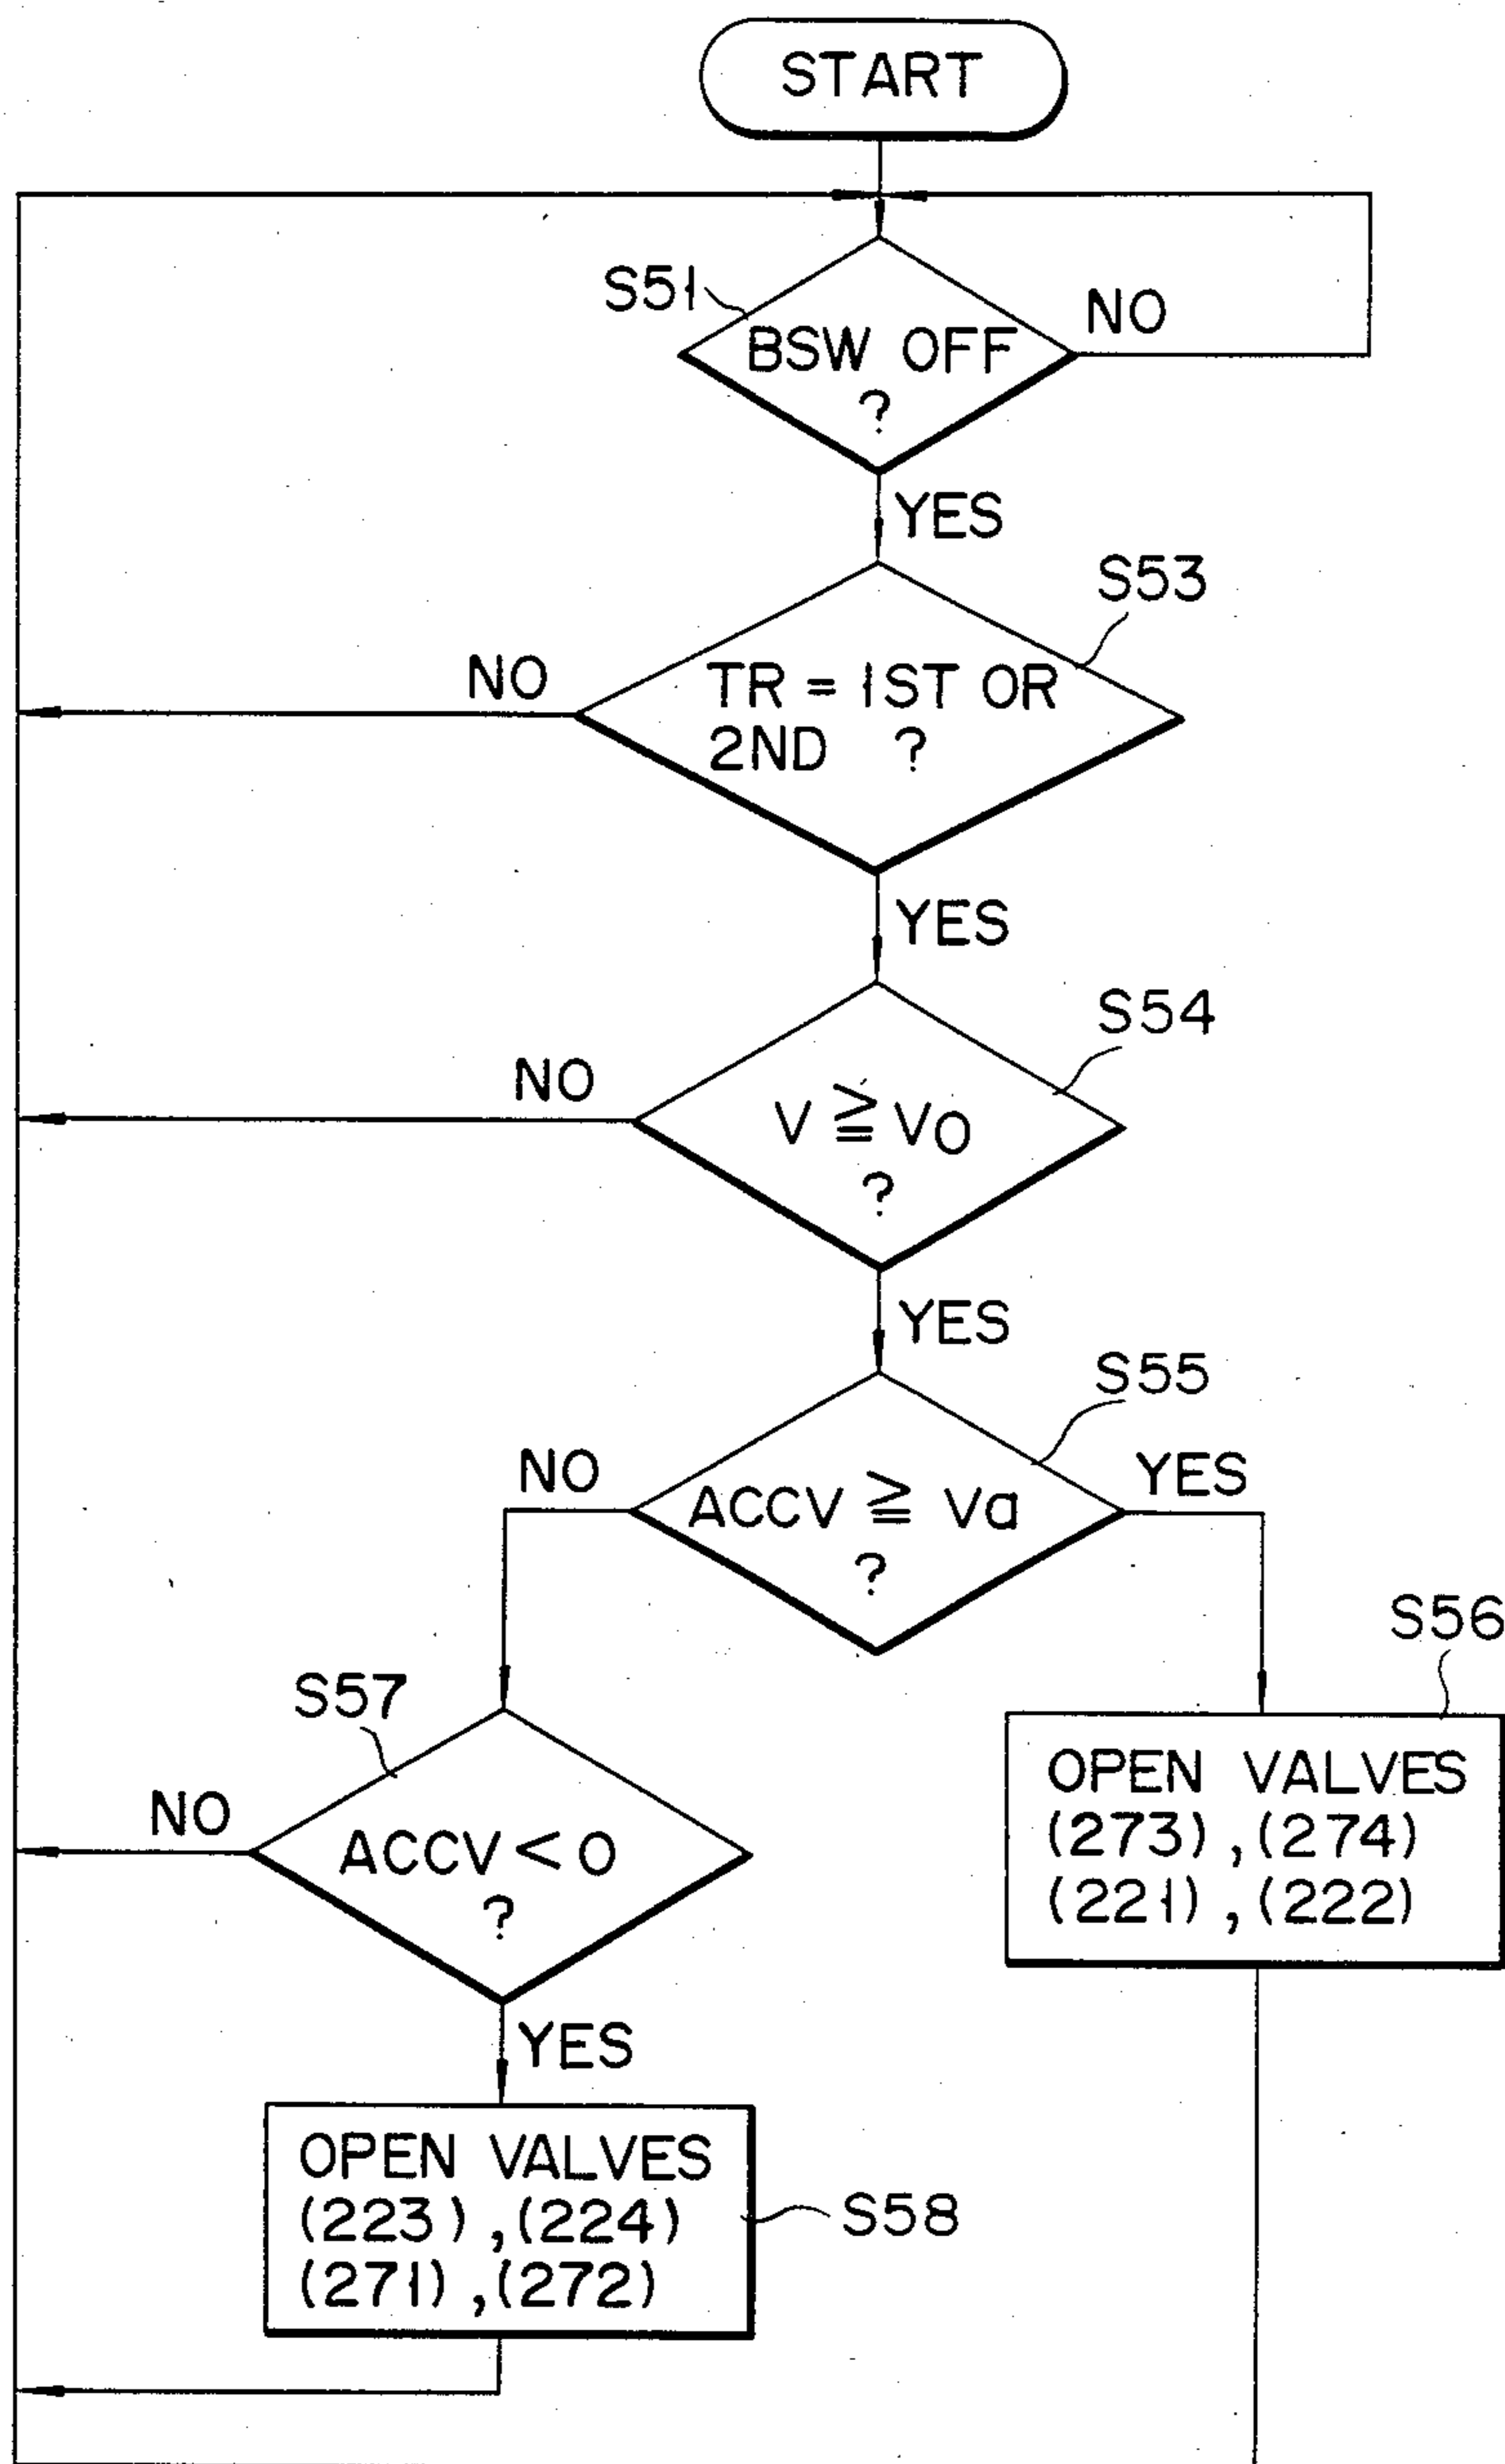 START
S51
BSW OFF
?
NO
YES
S53
TR = 1ST OR
2ND ?
NO
YES
S54
V ≧ VO
?
NO
YES
S55
ACCV ≧ Va
?
NO
YES
S56
OPEN VALVES
(273), (274)
(221), (222)
S57
ACCV < 0
?
NO
YES
OPEN VALVES
(223), (224)
(271), (272)
S58